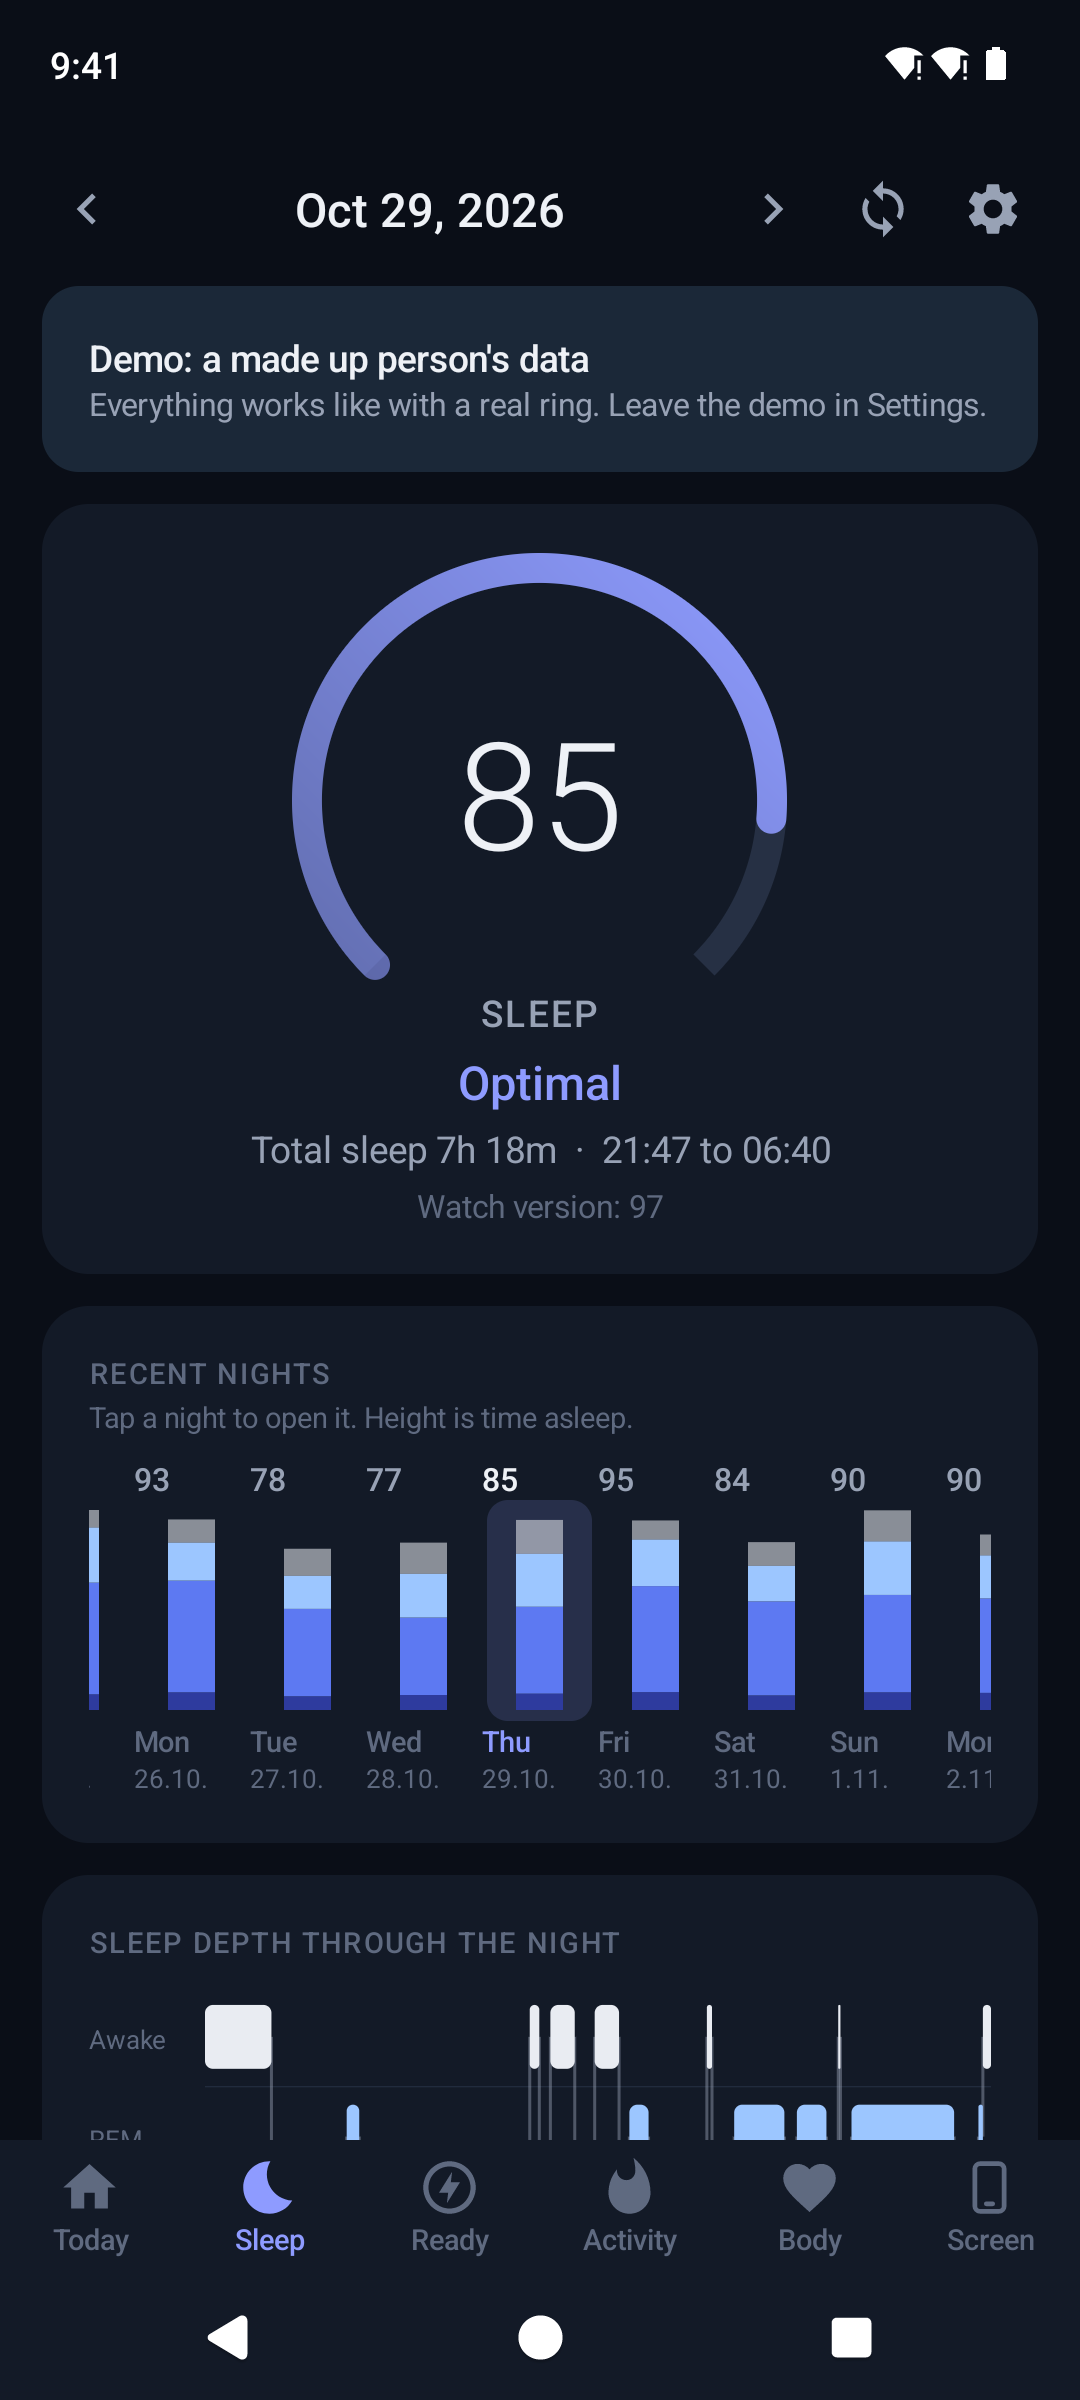 9:41
Oct 29, 2026
Demo: a made up person's data
Everything works like with a real ring. Leave the demo in Settings.
85
SLEEP
Optimal
Total sleep 7h 18m · 21:47 to 06:40
Watch version: 97
RECENT NIGHTS
Tap a night to open it. Height is time asleep.
93 78 77 85 95 84 90 90
Mon Tue Wed Thu Fri Sat Sun Mon
26.10. 27.10. 28.10. 29.10. 30.10. 31.10. 1.11. 2.11
SLEEP DEPTH THROUGH THE NIGHT
Awake
REM
Today Sleep Ready Activity Body Screen